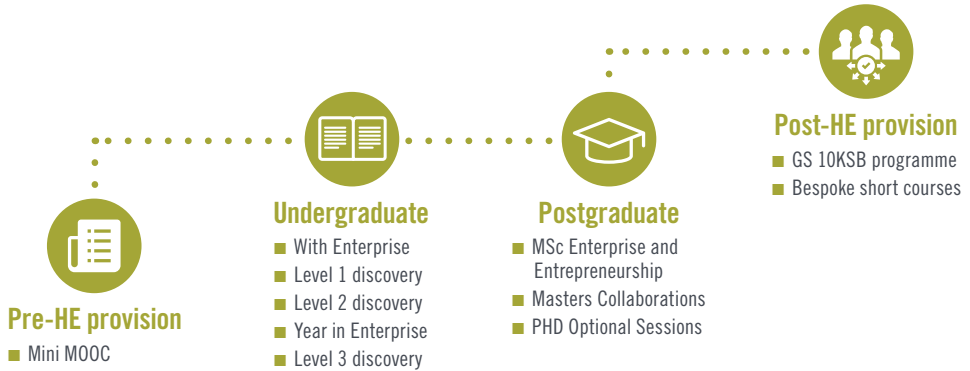 Pre-HE provision
Mini MOOC
Undergraduate
With Enterprise
Level 1 discovery
Level 2 discovery
Year in Enterprise
Level 3 discovery
Postgraduate
MSc Enterprise and
Entrepreneurship
Masters Collaborations
PHD Optional Sessions
Post-HE provision
GS 10KSB programme
Bespoke short courses